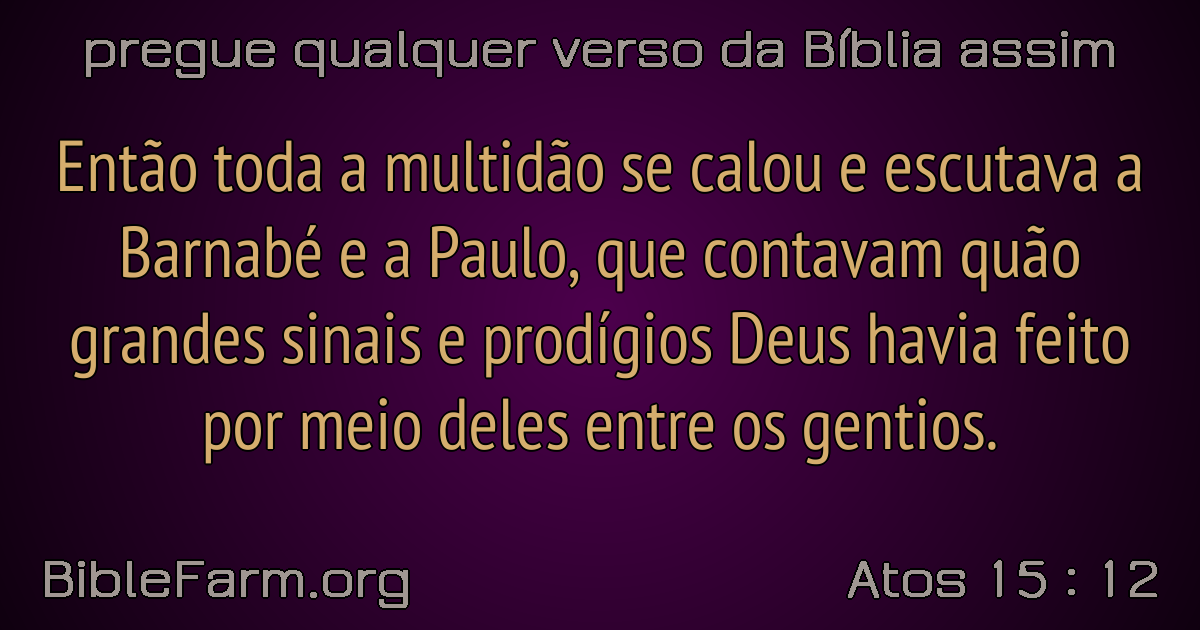 pregue qualquer verso da Bíblia assim
Então toda a multidão se calou e escutava a
Barnabé e a Paulo, que contavam quão
grandes sinais e prodígios Deus havia feito
por meio deles entre os gentios.
BibleFarm.org
Atos 15 : 12